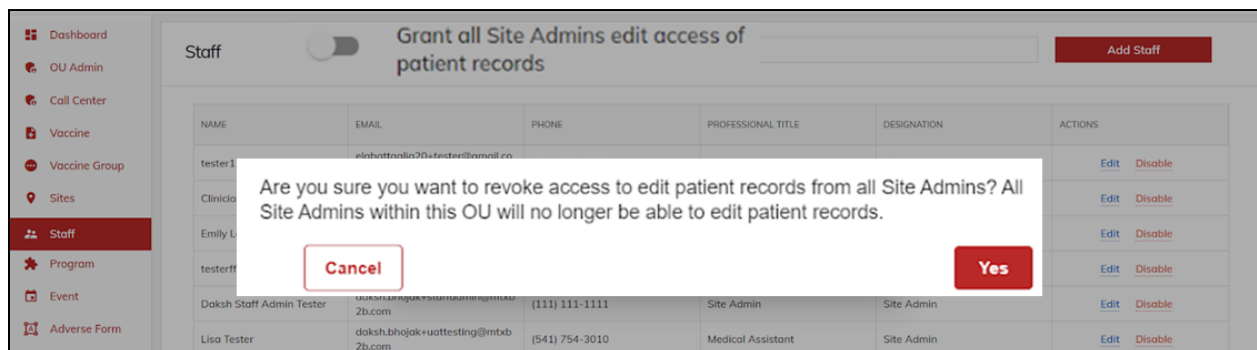 Dashboard
OU Admin
Call Center
Vaccine
Vaccine Group
Sites
Staff
Program
Event
Adverse Form
Staff
Grant all Site Admins edit access of
patient records
Add Staff
NAME EMAIL PHONE PROFESSIONAL TITLE DESIGNATION ACTIONS
tester1 Edit Disable
Clinicia Edit Disable
Emily L Edit Disable
testerff Edit Disable
Are you sure you want to revoke access to edit patient records from all Site Admins? All
Site Admins within this OU will no longer be able to edit patient records.
Cancel
Yes
Daksh Staff Admin Tester (111) 111-1111 Site Admin Site Admin Edit Disable
2b.com
Lisa Tester daksh.bhojak+uattesting@mtxb (541) 754-3010 Medical Assistant Site Admin Edit Disable
2b.com